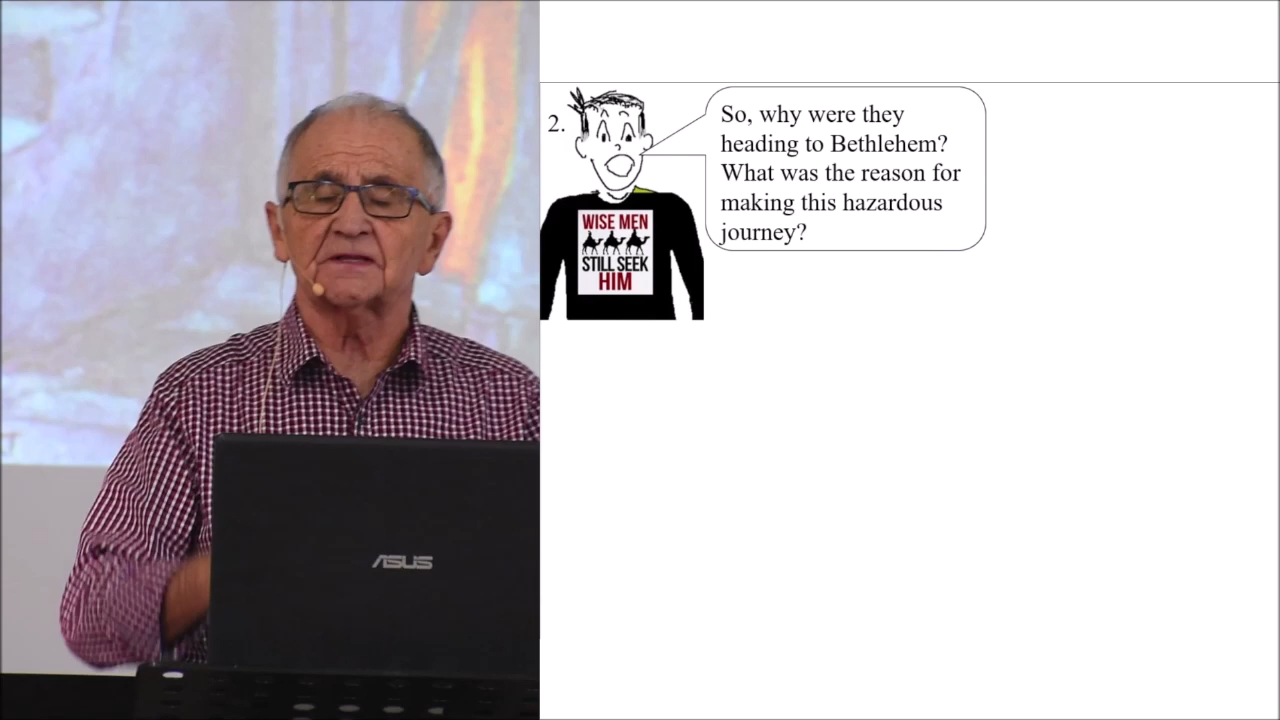 2.
So, why were they
heading to Bethlehem?
What was the reason for
making this hazardous
journey?
WISE MEN
STILL SEEK
HIM
ASUS